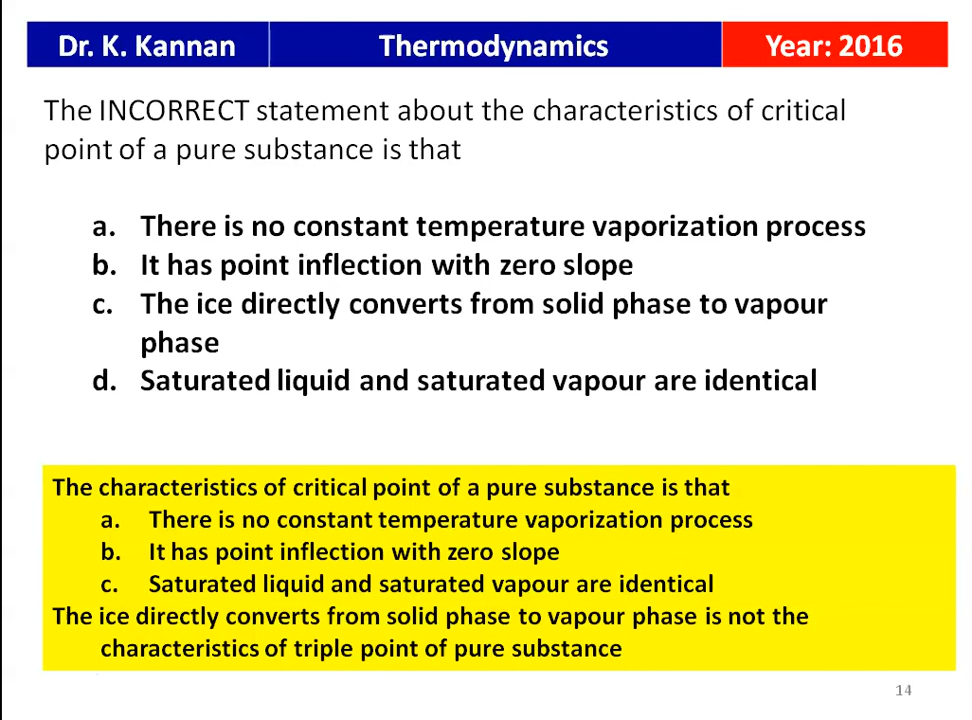 Dr. K. Kannan Thermodynamics Year: 2016
The INCORRECT statement about the characteristics of critical
point of a pure substance is that
a. There is no constant temperature vaporization process
b. It has point inflection with zero slope
c. The ice directly converts from solid phase to vapour
phase
d. Saturated liquid and saturated vapour are identical
The characteristics of critical point of a pure substance is that
a. There is no constant temperature vaporization process
b. It has point inflection with zero slope
c. Saturated liquid and saturated vapour are identical
The ice directly converts from solid phase to vapour phase is not the
characteristics of triple point of pure substance
14